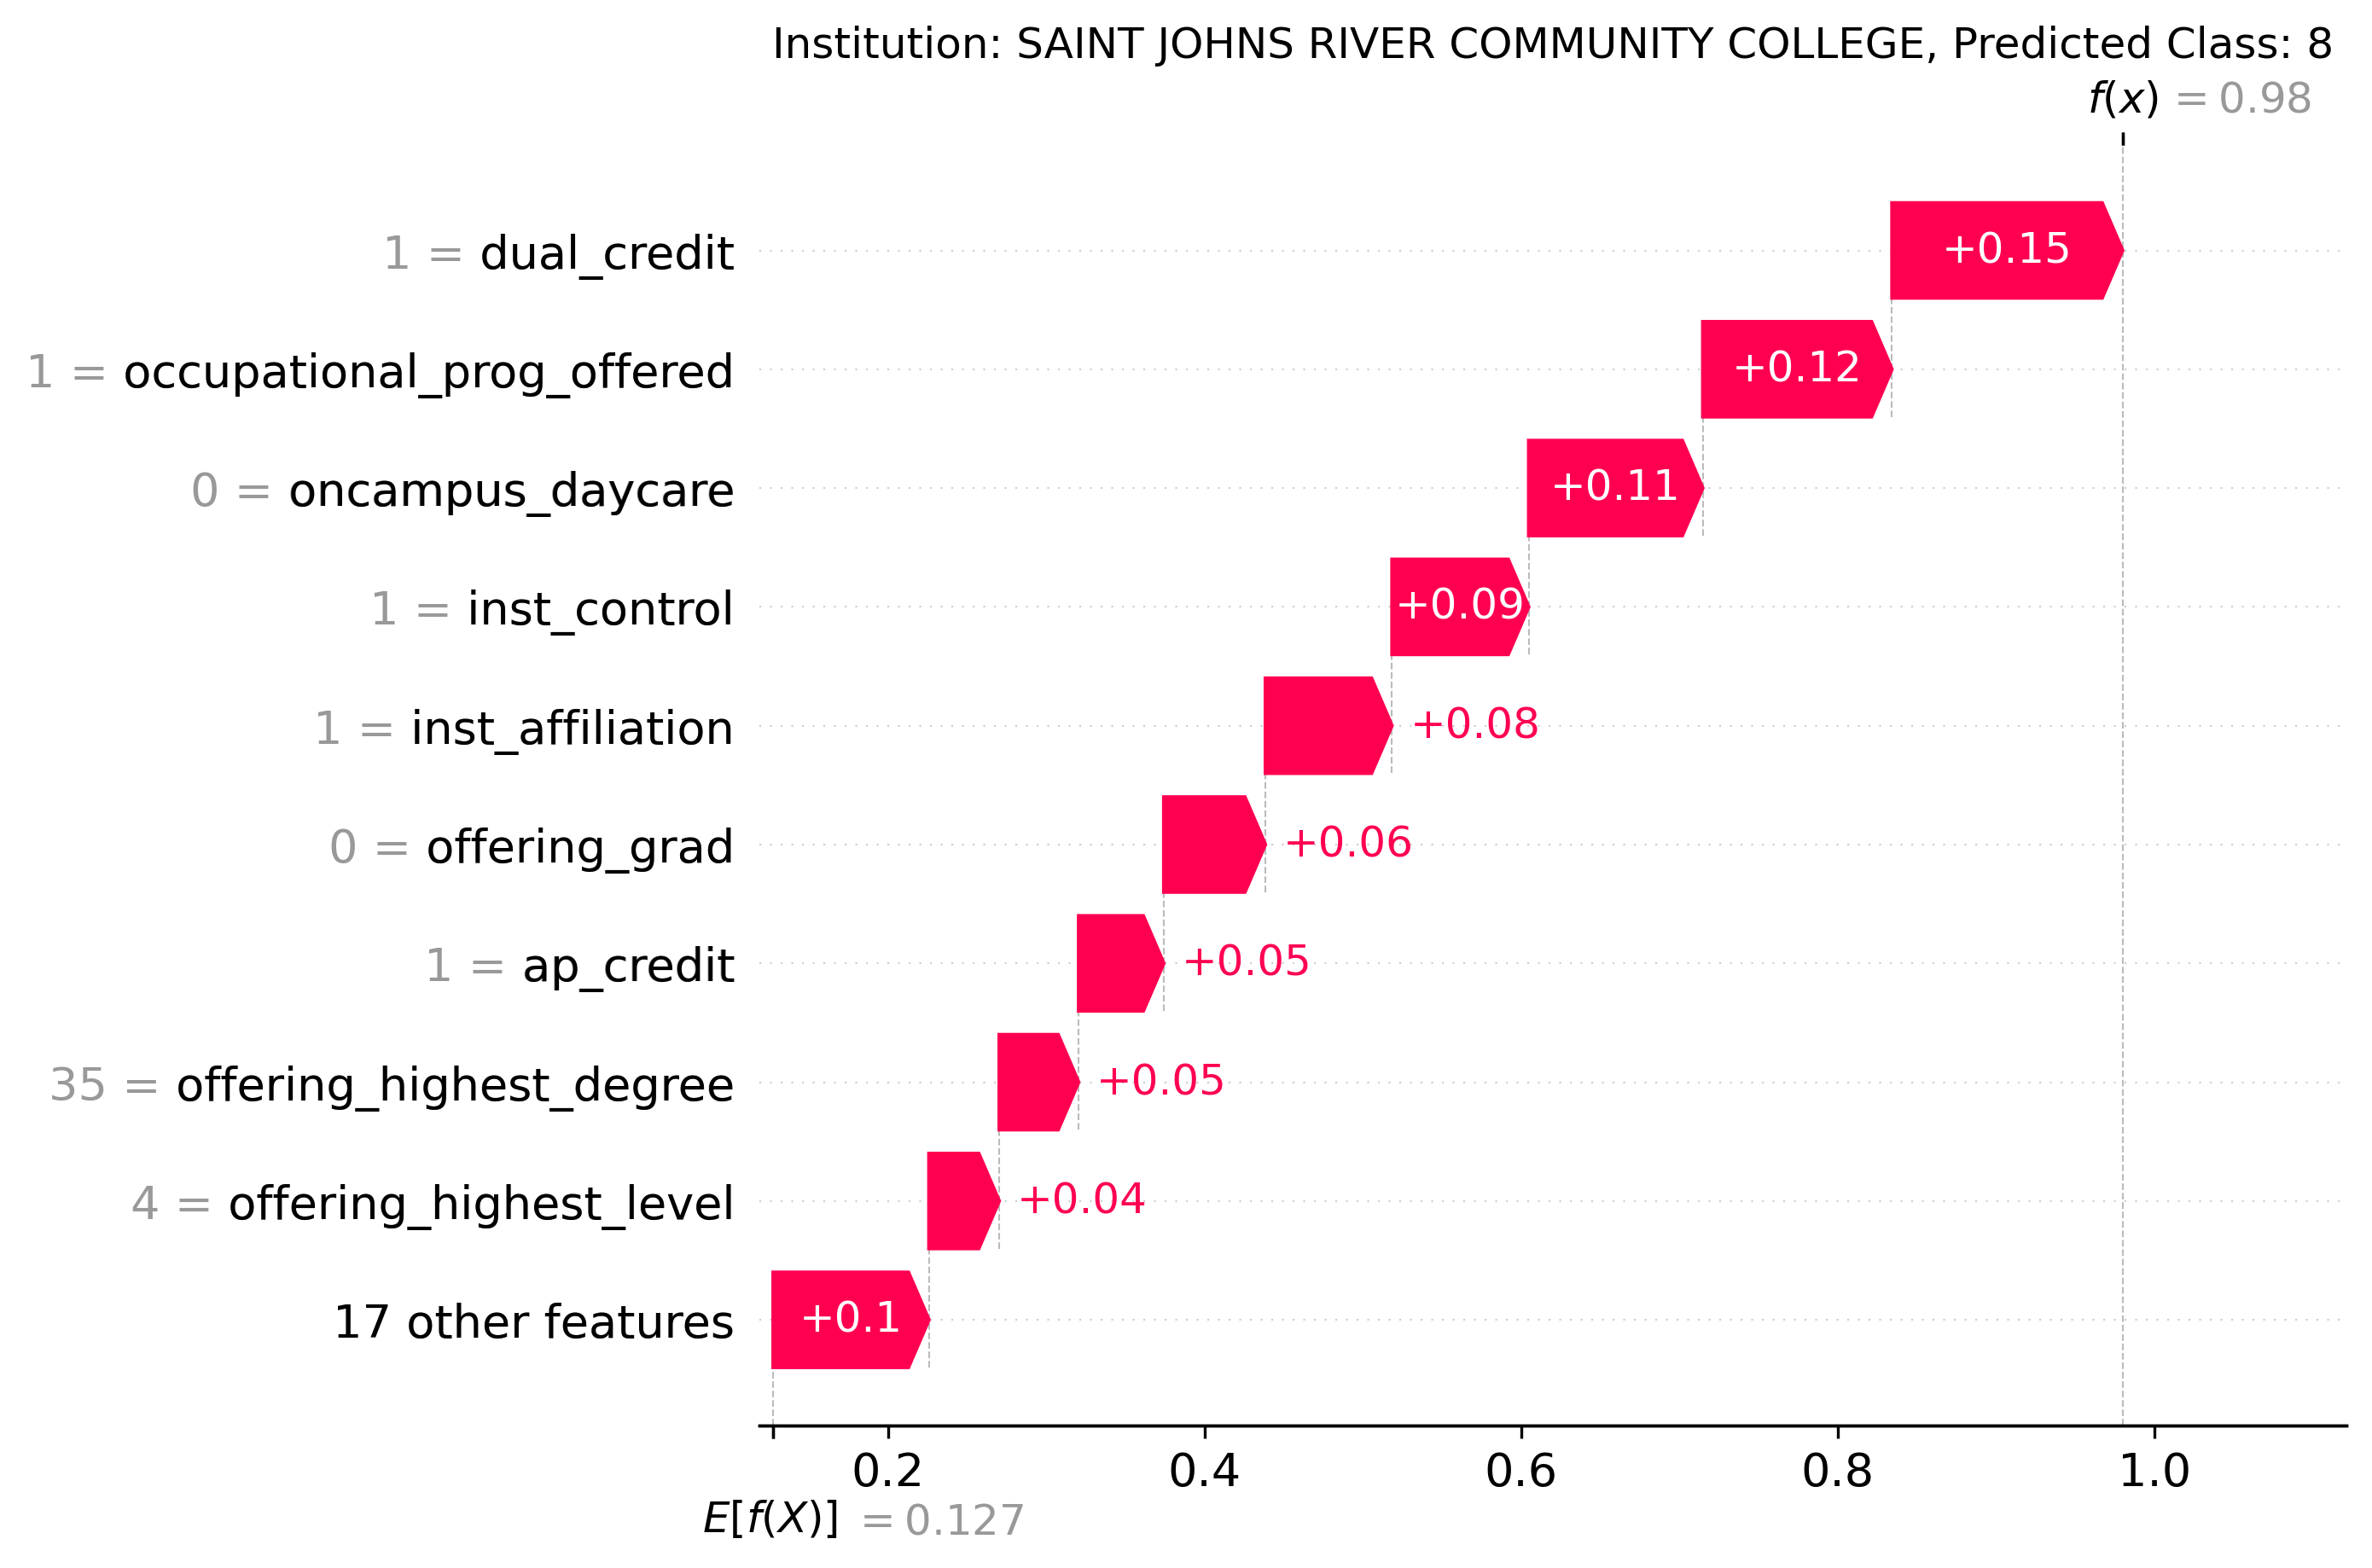 Institution: SAINT JOHNS RIVER COMMUNITY COLLEGE, Predicted Class: 8
f(x) = 0.98
1 = dual_credit +0.15
1 = occupational_prog_offered +0.12
0 = oncampus_daycare +0.11
1 = inst_control +0.09
1 = inst_affiliation +0.08
0 = offering_grad +0.06
1 = ap_credit +0.05
35 = offering_highest_degree +0.05
4 = offering_highest_level +0.04
17 other features +0.1
0.2 0.4 0.6 0.8 1.0
E[f(X)] = 0.127